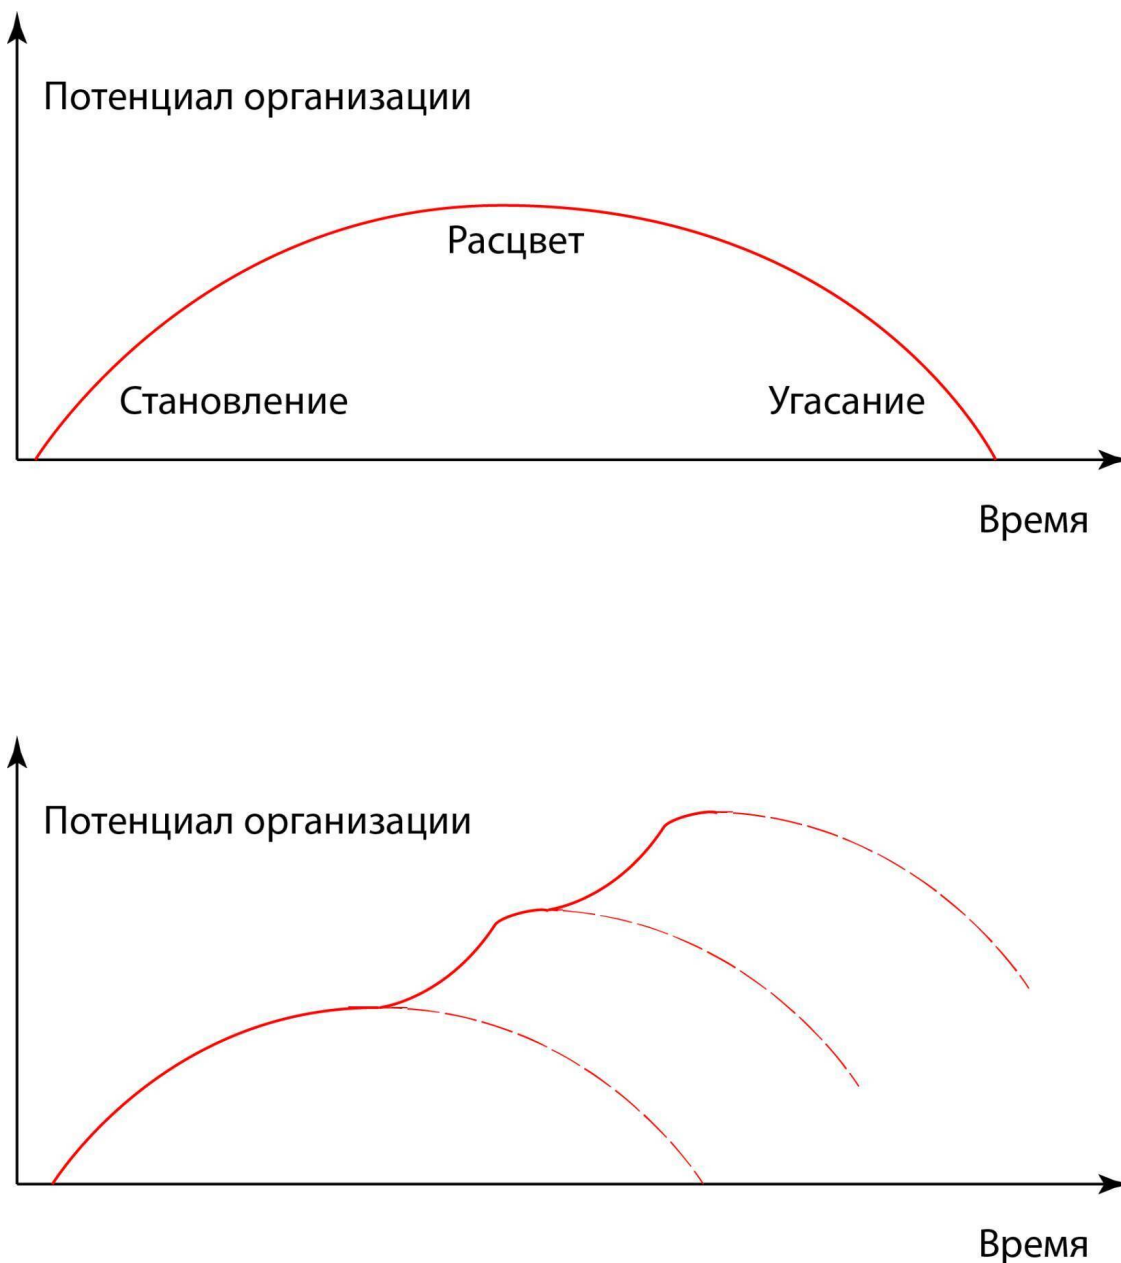 Потенциал организации
Расцвет
Становление
Угасание
Время
Потенциал организации
Время